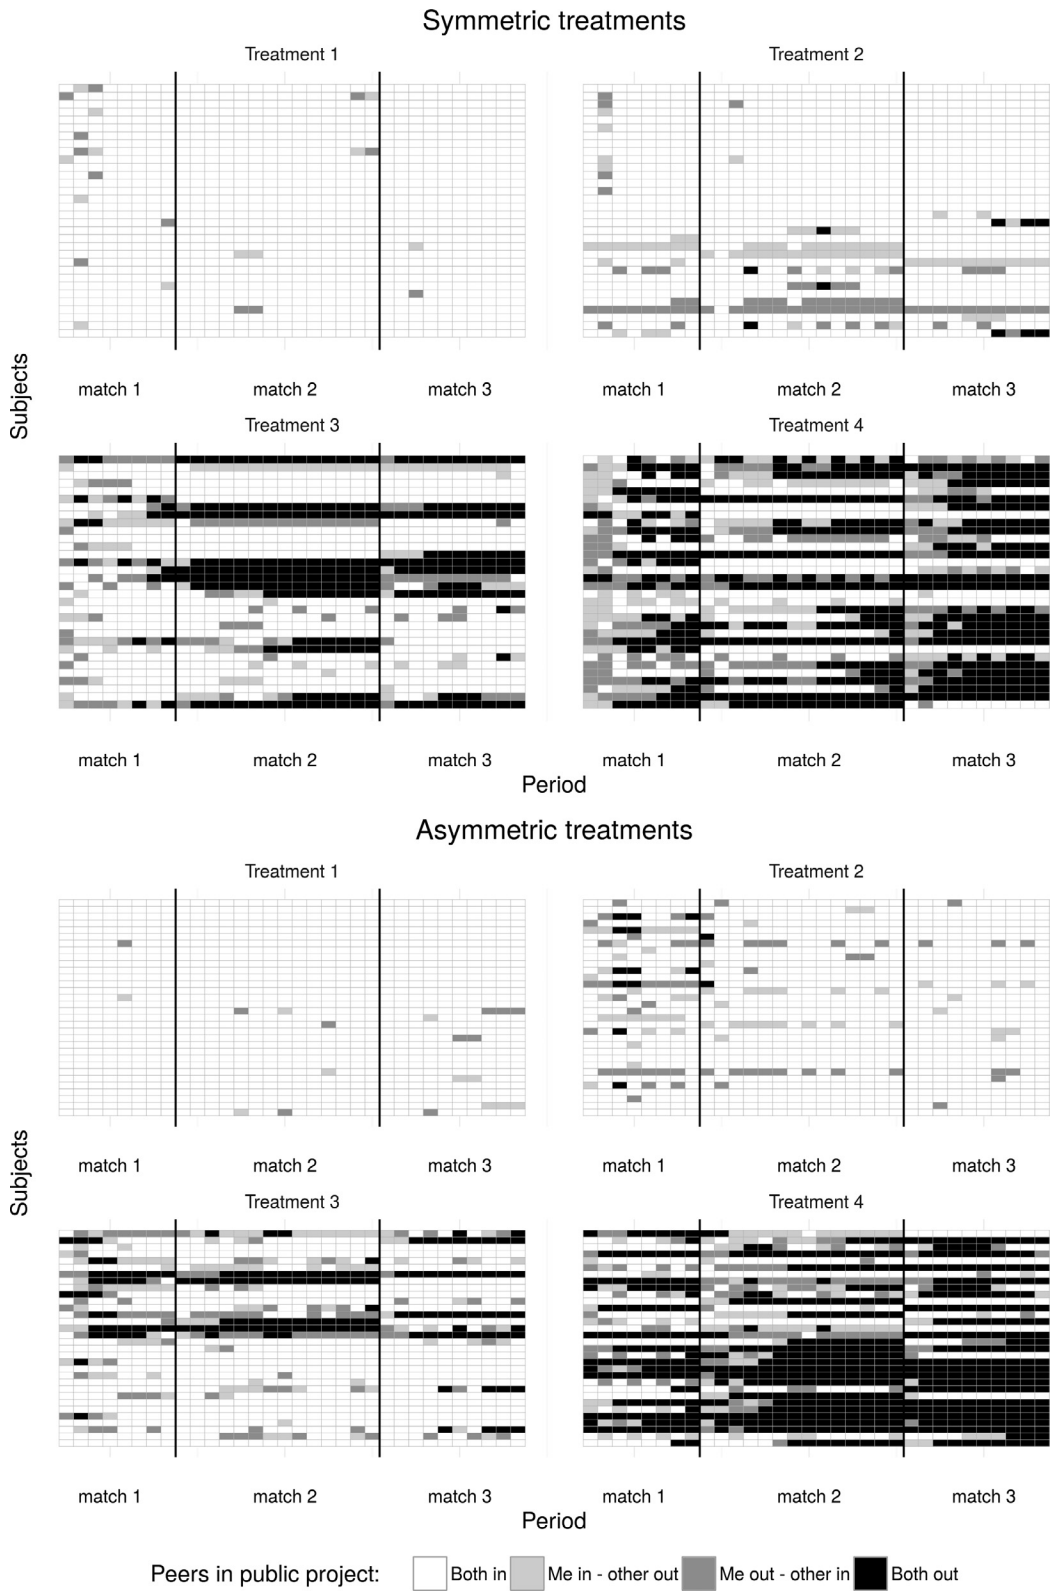 Symmetric treatments
Treatment 1 Treatment 2
Subjects
match 1 match 2 match 3 match 1 match 2 match 3
Treatment 3 Treatment 4
match 1 match 2 match 3 match 1 match 2 match 3
Period
Asymmetric treatments
Treatment 1 Treatment 2
Subjects
match 1 match 2 match 3 match 1 match 2 match 3
Treatment 3 Treatment 4
match 1 match 2 match 3 match 1 match 2 match 3
Period
Peers in public project: Both in Me in - other out Me out - other in Both out